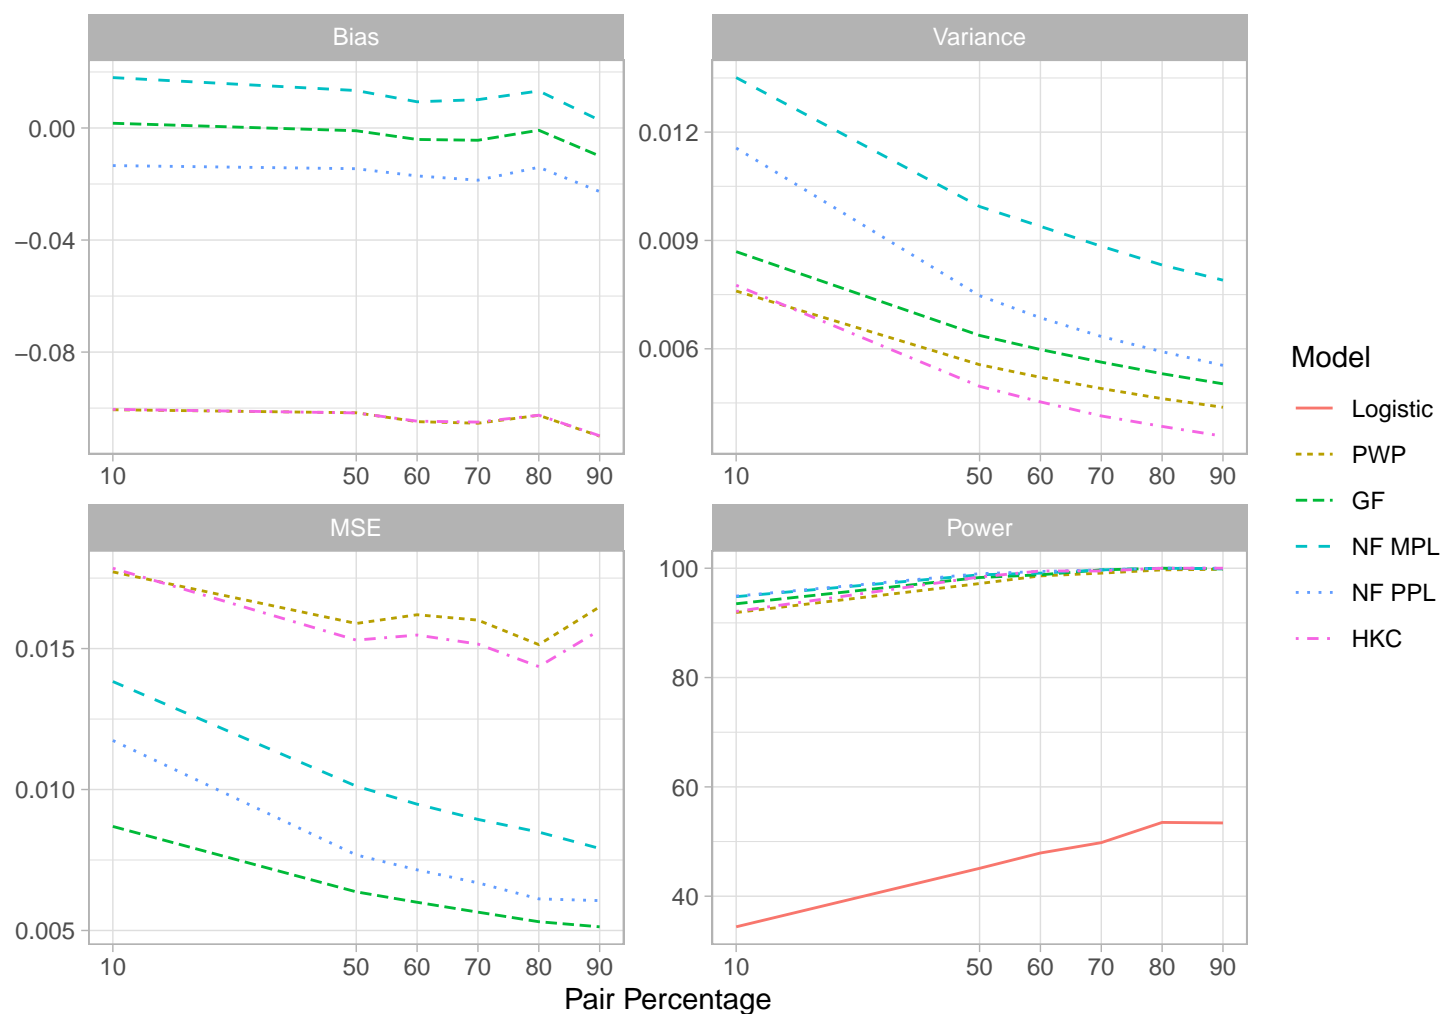 Bias
Variance
0.00
−0.04
−0.08
10 50 60 70 80 90
0.012
0.009
0.006
10 50 60 70 80 90
MSE
Power
0.015
0.010
0.005
10 50 60 70 80 90
100
80
60
40
10 50 60 70 80 90
Pair Percentage
Model
Logistic
PWP
GF
NF MPL
NF PPL
HKC